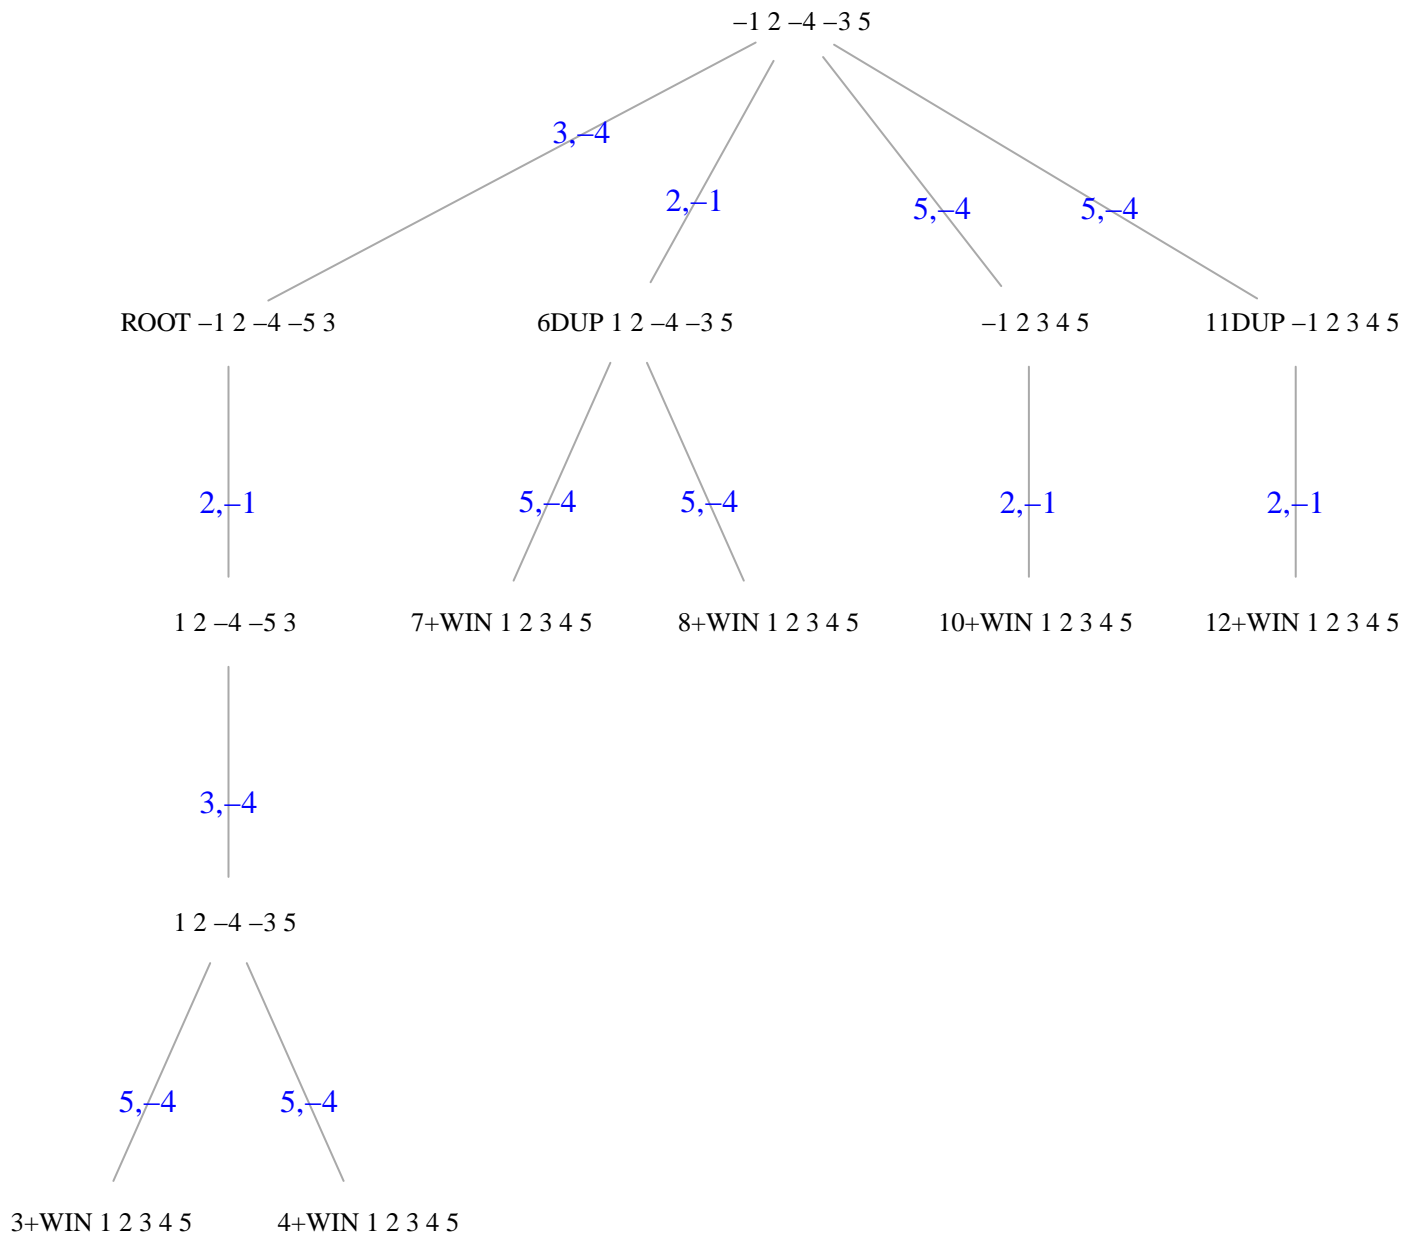 –1 2 –4 –3 5
3,–4
2,–1
5,–4
5,–4
ROOT –1 2 –4 –5 3
6DUP 1 2 –4 –3 5
–1 2 3 4 5
11DUP –1 2 3 4 5
2,–1
5,–4
5,–4
2,–1
2,–1
1 2 –4 –5 3
7+WIN 1 2 3 4 5
8+WIN 1 2 3 4 5
10+WIN 1 2 3 4 5
12+WIN 1 2 3 4 5
3,–4
1 2 –4 –3 5
5,–4
5,–4
3+WIN 1 2 3 4 5
4+WIN 1 2 3 4 5